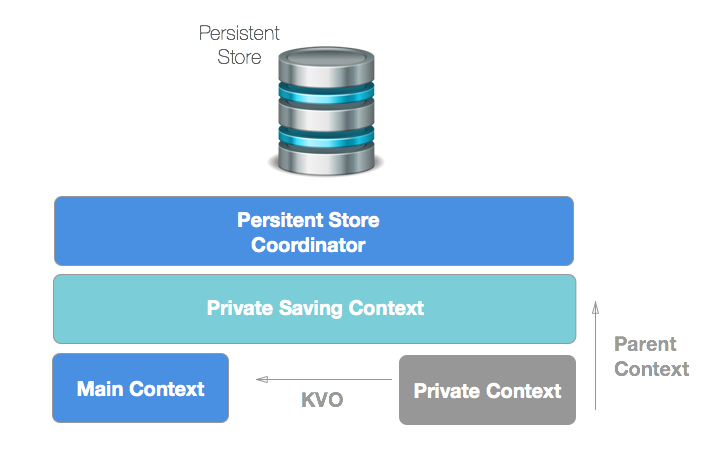 Persistent
Store
Persitent Store
Coordinator
Private Saving Context
Main Context
KVO
Private Context
Parent
Context